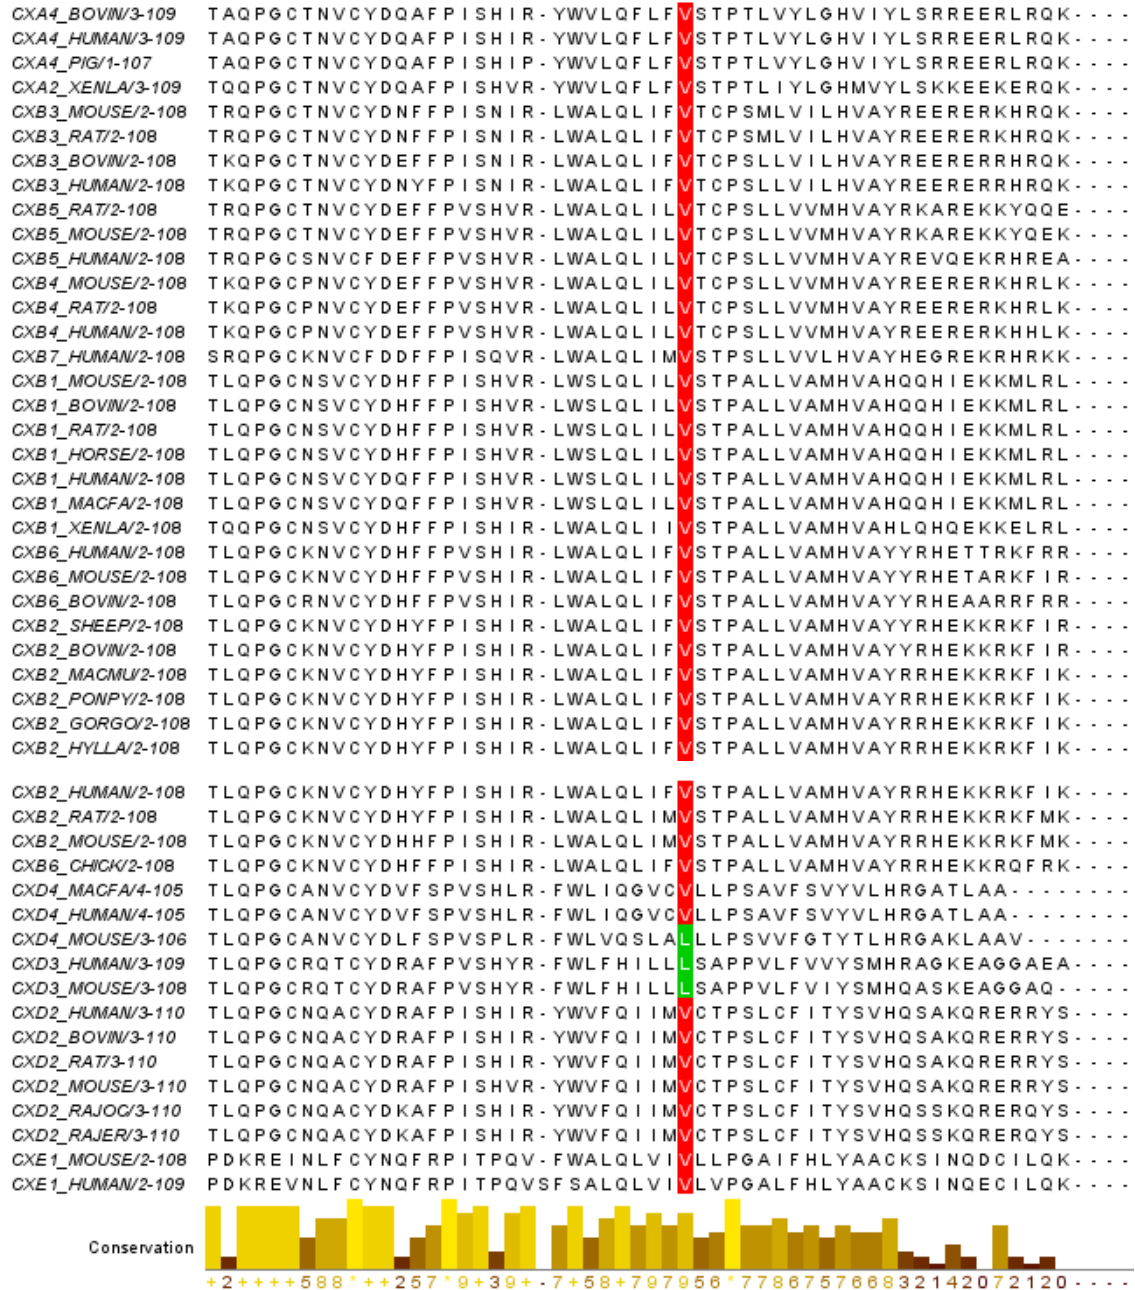 CXA4_BOVIN/3-109 TAQPGCTNVCYDQAFPISHIR-YWVLQFLFVSTPTLVYLGHVIYLSRREERLRQK----
CXA4_HUMAN/3-109 TAQPGCTNVCYDQAFPISHIR-YWVLQFLFVSTPTLVYLGHVIYLSRREERLRQK----
CXA4_PIG/1-107 TAQPGCTNVCYDQAFPISHIP-YWVLQFLFVSTPTLVYLGHVIYLSRREERLRQK----
CXA2_XENLA/3-109 TQQPGCTNVCYDQAFPISHVR-YWVLQFLFVSTPTLIYLGHMVYLSKKEEKERQK----
CXB3_MOUSE/2-108 TRQPGCTNVCYDNFFPISNIR-LWALQLIFVTCPSMLVILHVAYREERERKHRQK----
CXB3_RAT/2-108 TRQPGCTNVCYDNFFPISNIR-LWALQLIFVTCPSMLVILHVAYREERERKHRQK----
CXB3_BOVIN/2-108 TKQPGCTNVCYDEFFPISNIR-LWALQLIFVTCPSLLVILHVAYREERERRHRQK----
CXB3_HUMAN/2-108 TKQPGCTNVCYDNYFPISNIR-LWALQLIFVTCPSLLVILHVAYREERERRHRQK----
CXB5_RAT/2-108 TRQPGCTNVCYDEFFPVSHVR-LWALQLILVTCPSLLVVMHVAYRKAREKKYQQE----
CXB5_MOUSE/2-108 TRQPGCTNVCYDEFFPVSHVR-LWALQLILVTCPSLLVVMHVAYRKAREKKYQEK----
CXB5_HUMAN/2-108 TRQPGCSNVCFDEFFPVSHVR-LWALQLILVTCPSLLVVMHVAYREVQEKRHREA----
CXB4_MOUSE/2-108 TKQPGCPNVCYDEFFPVSHVR-LWALQLILVTCPSLLVVMHVAYREERERKHRLK----
CXB4_RAT/2-108 TKQPGCPNVCYDEFFPVSHVR-LWALQLILVTCPSLLVVMHVAYREERERKHRLK----
CXB4_HUMAN/2-108 TKQPGCPNVCYDEFFPVSHVR-LWALQLILVTCPSLLVVMHVAYREERERKHHLK----
CXB7_HUMAN/2-108 SRQPGCKNVCFDDFFPISQVR-LWALQLIMVSTPSLLVVLHVAYHEGREKRHRKK----
CXB1_MOUSE/2-108 TLQPGCNSVCYDHFFPISHVR-LWSLQLILVSTPALLVAMHVAHQQHIEKKMLRL----
CXB1_BOVIN/2-108 TLQPGCNSVCYDHFFPISHVR-LWSLQLILVSTPALLVAMHVAHQQHIEKKMLRL----
CXB1_RAT/2-108 TLQPGCNSVCYDHFFPISHVR-LWSLQLILVSTPALLVAMHVAHQQHIEKKMLRL----
CXB1_HORSE/2-108 TLQPGCNSVCYDHFFPISHVR-LWSLQLILVSTPALLVAMHVAHQQHIEKKMLRL----
CXB1_HUMAN/2-108 TLQPGCNSVCYDQFFPISHVR-LWSLQLILVSTPALLVAMHVAHQQHIEKKMLRL----
CXB1_MACFA/2-108 TLQPGCNSVCYDQFFPISHVR-LWSLQLILVSTPALLVAMHVAHQQHIEKKMLRL----
CXB1_XENLA/2-108 TQQPGCNSVCYDHFFPISHIR-LWALQLIIVSTPALLVAMHVAHLQHQEKKELRL----
CXB6_HUMAN/2-108 TLQPGCKNVCYDHFFPVSHIR-LWALQLIFVSTPALLVAMHVAYYRHETTRKFRR----
CXB6_MOUSE/2-108 TLQPGCKNVCYDHFFPVSHIR-LWALQLIFVSTPALLVAMHVAYYRHETARKFIR----
CXB6_BOVIN/2-108 TLQPGCRNVCYDHFFPVSHIR-LWALQLIFVSTPALLVAMHVAYYRHEAARRFRR----
CXB2_SHEEP/2-108 TLQPGCKNVCYDHYFPISHIR-LWALQLIFVSTPALLVAMHVAYYRHEKKRKFIR----
CXB2_BOVIN/2-108 TLQPGCKNVCYDHYFPISHIR-LWALQLIFVSTPALLVAMHVAYYRHEKKRKFIR----
CXB2_MACMU/2-108 TLQPGCKNVCYDHYFPISHIR-LWALQLIFVSTPALLVAMHVAYRRHEKKRKFIK----
CXB2_PONPY/2-108 TLQPGCKNVCYDHYFPISHIR-LWALQLIFVSTPALLVAMHVAYRRHEKKRKFIK----
CXB2_GORGO/2-108 TLQPGCKNVCYDHYFPISHIR-LWALQLIFVSTPALLVAMHVAYRRHEKKRKFIK----
CXB2_HYLLA/2-108 TLQPGCKNVCYDHYFPISHIR-LWALQLIFVSTPALLVAMHVAYRRHEKKRKFIK----
CXB2_HUMAN/2-108 TLQPGCKNVCYDHYFPISHIR-LWALQLIFVSTPALLVAMHVAYRRHEKKRKFIK----
CXB2_RAT/2-108 TLQPGCKNVCYDHYFPISHIR-LWALQLIMVSTPALLVAMHVAYRRHEKKRKFMK----
CXB2_MOUSE/2-108 TLQPGCKNVCYDHHFPISHIR-LWALQLIMVSTPALLVAMHVAYRRHEKKRKFMK----
CXB6_CHICK/2-108 TLQPGCKNVCYDHFFPISHIR-LWALQLIFVSTPALLVAMHVAYRRHEKKRQFRK----
CXD4_MACFA/4-105 TLQPGCANVCYDVFSPVSHLR-FWLIQGVCVLLPSAVFSVYVLHRGATLAA--------
CXD4_HUMAN/4-105 TLQPGCANVCYDVFSPVSHLR-FWLIQGVCVLLPSAVFSVYVLHRGATLAA--------
CXD4_MOUSE/3-106 TLQPGCANVCYDLFSPVSPLR-FWLVQSLALLLPSVVFGTYTLHRGAKLAAV-------
CXD3_HUMAN/3-109 TLQPGCRQTCYDRAFPVSHYR-FWLFHILLLSAPPVLFVVYSMHRAGKEAGGAEA----
CXD3_MOUSE/3-108 TLQPGCRQTCYDRAFPVSHYR-FWLFHILLLSAPPVLFVIYSMHQASKEAGGAQ-----
CXD2_HUMAN/3-110 TLQPGCNQACYDRAFPISHIR-YWVFQIIMVCTPSLCFITYSVHQSAKQRERRYS----
CXD2_BOVIN/3-110 TLQPGCNQACYDRAFPISHIR-YWVFQIIMVCTPSLCFITYSVHQSAKQRERRYS----
CXD2_RAT/3-110 TLQPGCNQACYDRAFPISHIR-YWVFQIIMVCTPSLCFITYSVHQSAKQRERRYS----
CXD2_MOUSE/3-110 TLQPGCNQACYDRAFPISHVR-YWVFQIIMVCTPSLCFITYSVHQSAKQRERRYS----
CXD2_RAJOC/3-110 TLQPGCNQACYDKAFPISHIR-YWVFQIIMVCTPSLCFITYSVHQSSKQRERQYS----
CXD2_RAJER/3-110 TLQPGCNQACYDKAFPISHIR-YWVFQIIMVCTPSLCFITYSVHQSSKQRERQYS----
CXE1_MOUSE/2-108 PDKREINLFCYNQFRPITPQV-FWALQLVIVLLPGAIFHLYAACKSINQDCILQK----
CXE1_HUMAN/2-109 PDKREVNLFCYNQFRPITPQVSFSALQLVIVLVPGALFHLYAACKSINQECILQK----
Conservation
+2++++588*++257*9+39+-7+58+797956*778675766832142072120----